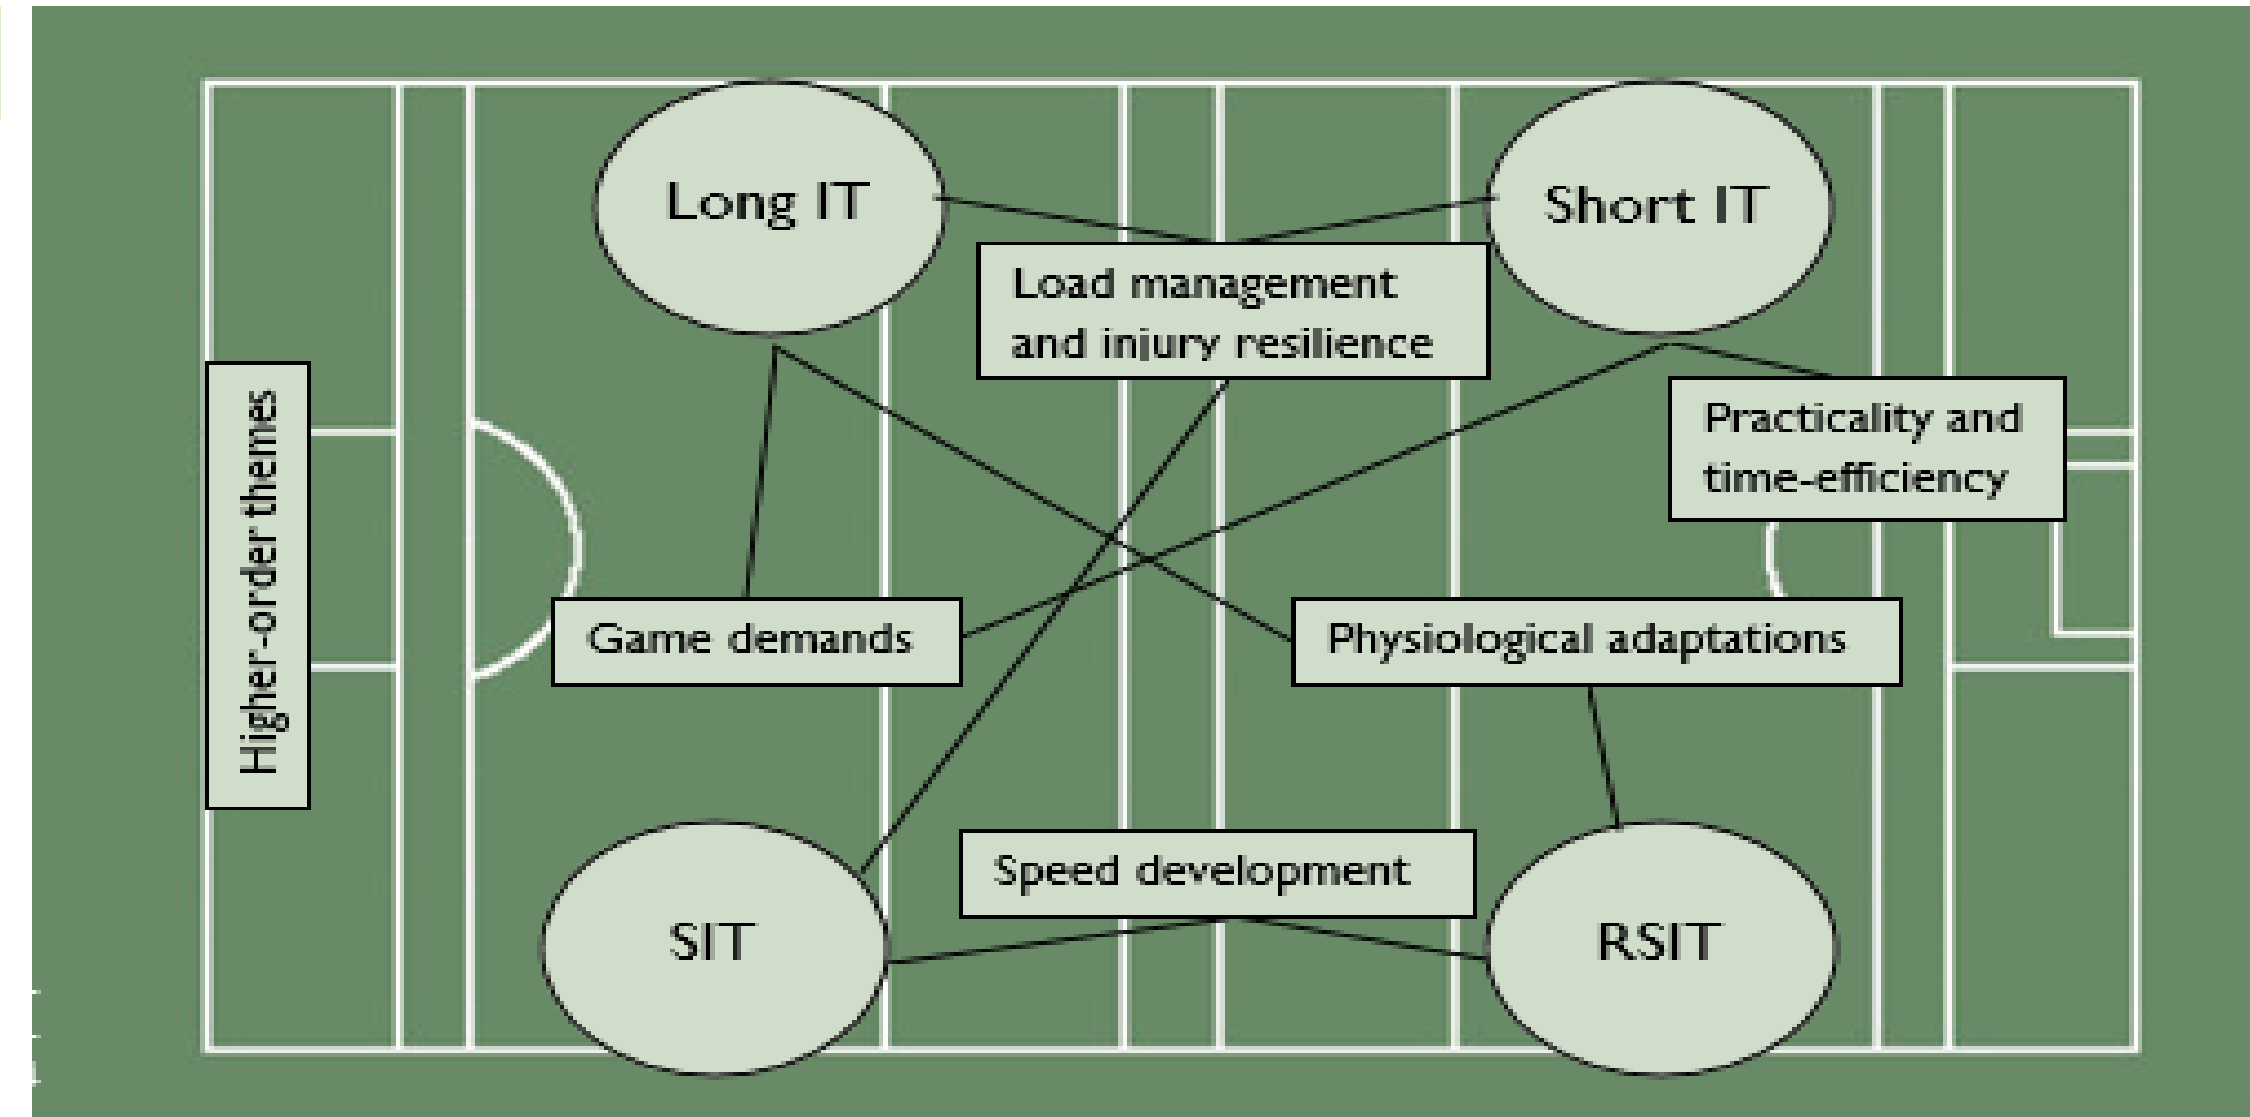 Long IT
Short IT
Load management
and injury resilience
Practicality and
time-efficiency
Higher-order themes
Game demands
Physiological adaptations
Speed development
SIT
RSIT